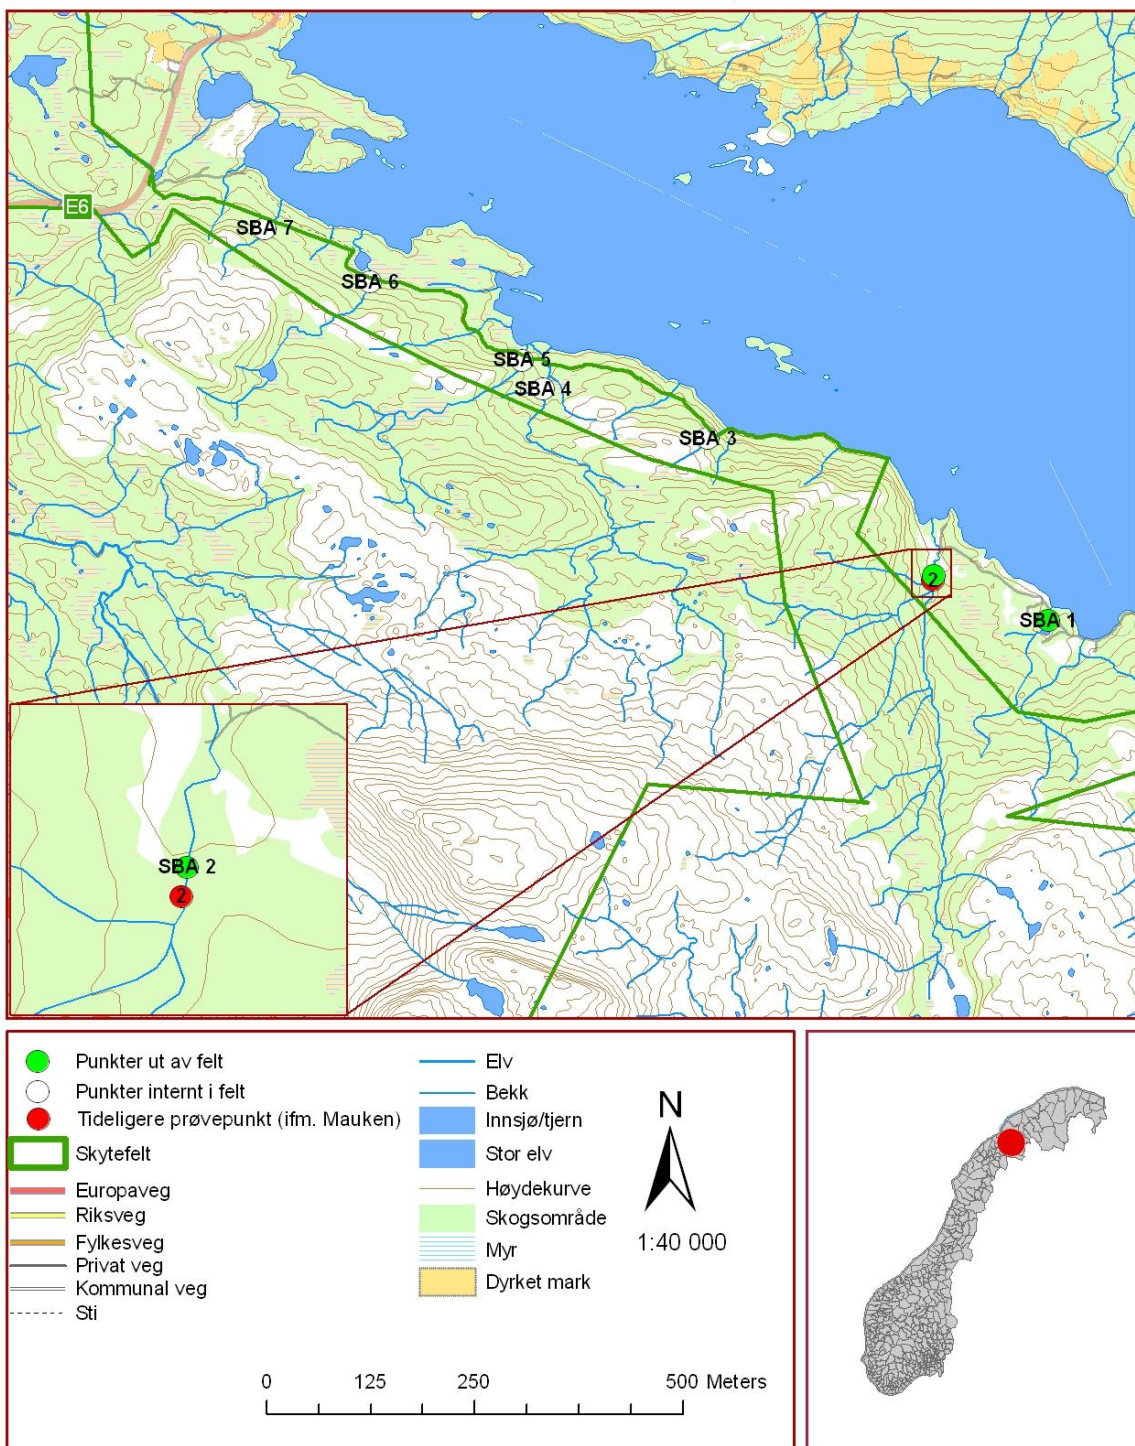 E6
SBA 7
SBA 6
SBA 5
SBA 4
SBA 3
2
SBA 1
SBA 2
2
Punkter ut av felt
Punkter internt i felt
Tideligere prøvepunkt (ifm. Mauken)
Skytefelt
Europaveg
Riksveg
Fylkesveg
Privat veg
Kommunal veg
Sti
Elv
Bekk
Innsjø/tjern
Stor elv
Høydekurve
Skogsområde
Myr
Dyrket mark
N
1:40 000
0 125 250 500 Meters